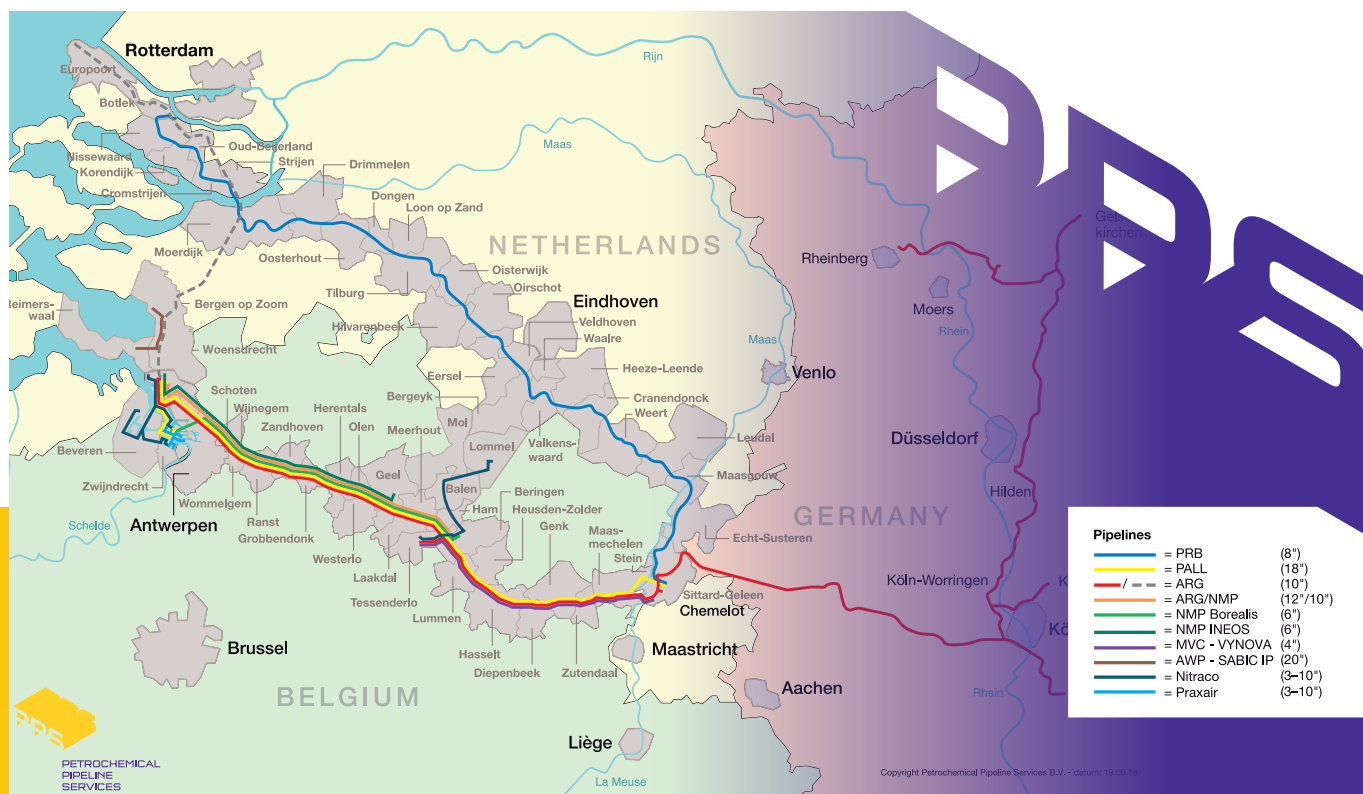 Rotterdam
Rijn
Europoort
Botlek
Maas
Oud-Beijerland
Nissewaard
Strijen
Korendijk
Drimmelen
Cromstrijen
Dongen
Loon op Zand
Moerdijk
NETHERLANDS
Oosterhout
Oisterwijk
Rheinberg
Tilburg
Oirschot
Bergen op Zoom
Eindhoven
Moers
Veldhoven
Hilvarenbeek
Waalre
Rhein
Woensdrecht
Maas
Eersel
Heeze-Leende
Venlo
Schoten
Bergeyk
Cranendonck
Wijnegem
Herentals
Weert
Zandhoven
Olen
Meerhout
Mol
Leudal
Düsseldorf
Lommel
Valkens-
waard
Beveren
Geel
Maasgouw
Zwijndrecht
Balen
Beringen
Hilden
Wommelgem
Ham
Heusden-Zolder
GERMANY
Schelde
Antwerpen
Ranst
Genk
Maas-
mechelen
Echt-Susteren
Grobbendonk
Stein
Westerlo
Laakdal
Köln-Worringen
Tessenderlo
Sittard-Geleen
Lummen
Chemelot
Hasselt
Maastricht
Brussel
Diepenbeek
Zutendaal
Aachen
Rhein
BELGIUM
Liège
La Meuse
Pipelines
= PRB (8")
= PALL (18")
/ = ARG (10")
= ARG/NMP (12"/10")
= NMP Borealis (6")
= NMP INEOS (6")
= MVC - VYNOVA (4")
= AWP - SABIC IP (20")
= Nitraco (3–10")
= Praxair (3–10")
PETROCHEMICAL
PIPELINE
SERVICES
Copyright Petrochemical Pipeline Services B.V. - datum: 19.09.19